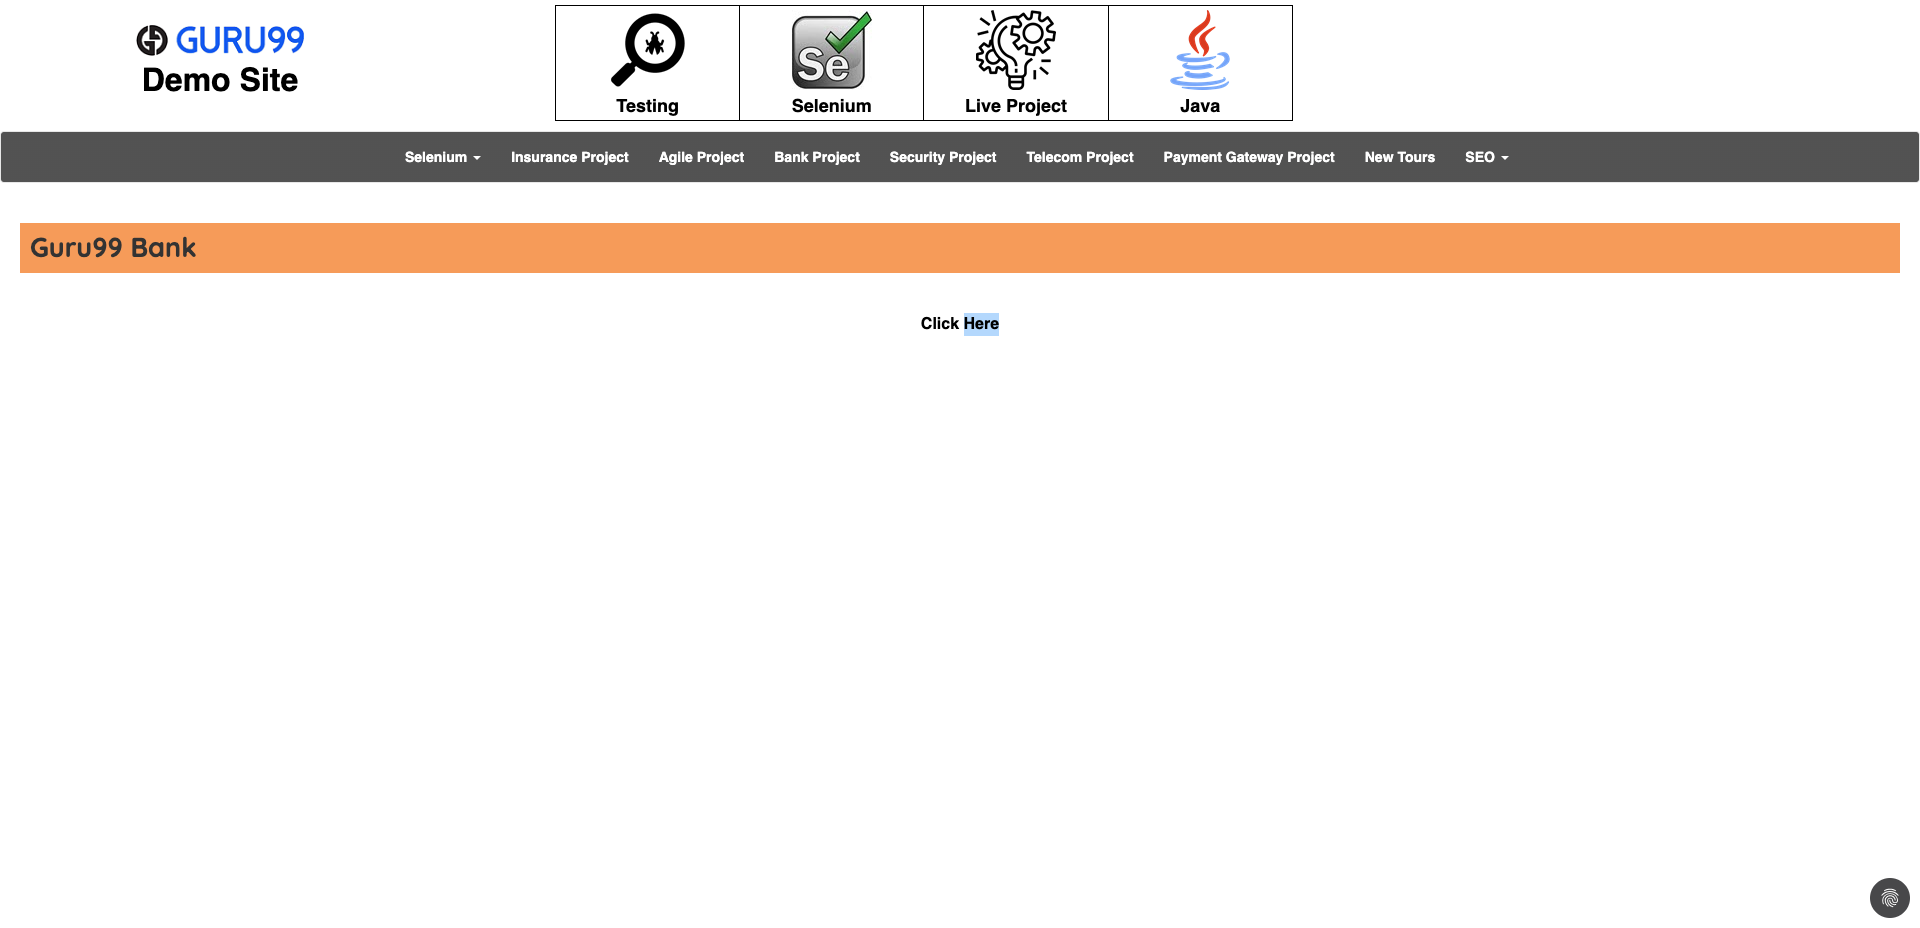 GURU99
Demo Site
Se
Testing
Selenium
Live Project
Java
Selenium
Insurance Project
Agile Project
Bank Project
Security Project
Telecom Project
Payment Gateway Project
New Tours
SEO
Guru99 Bank
Click Here